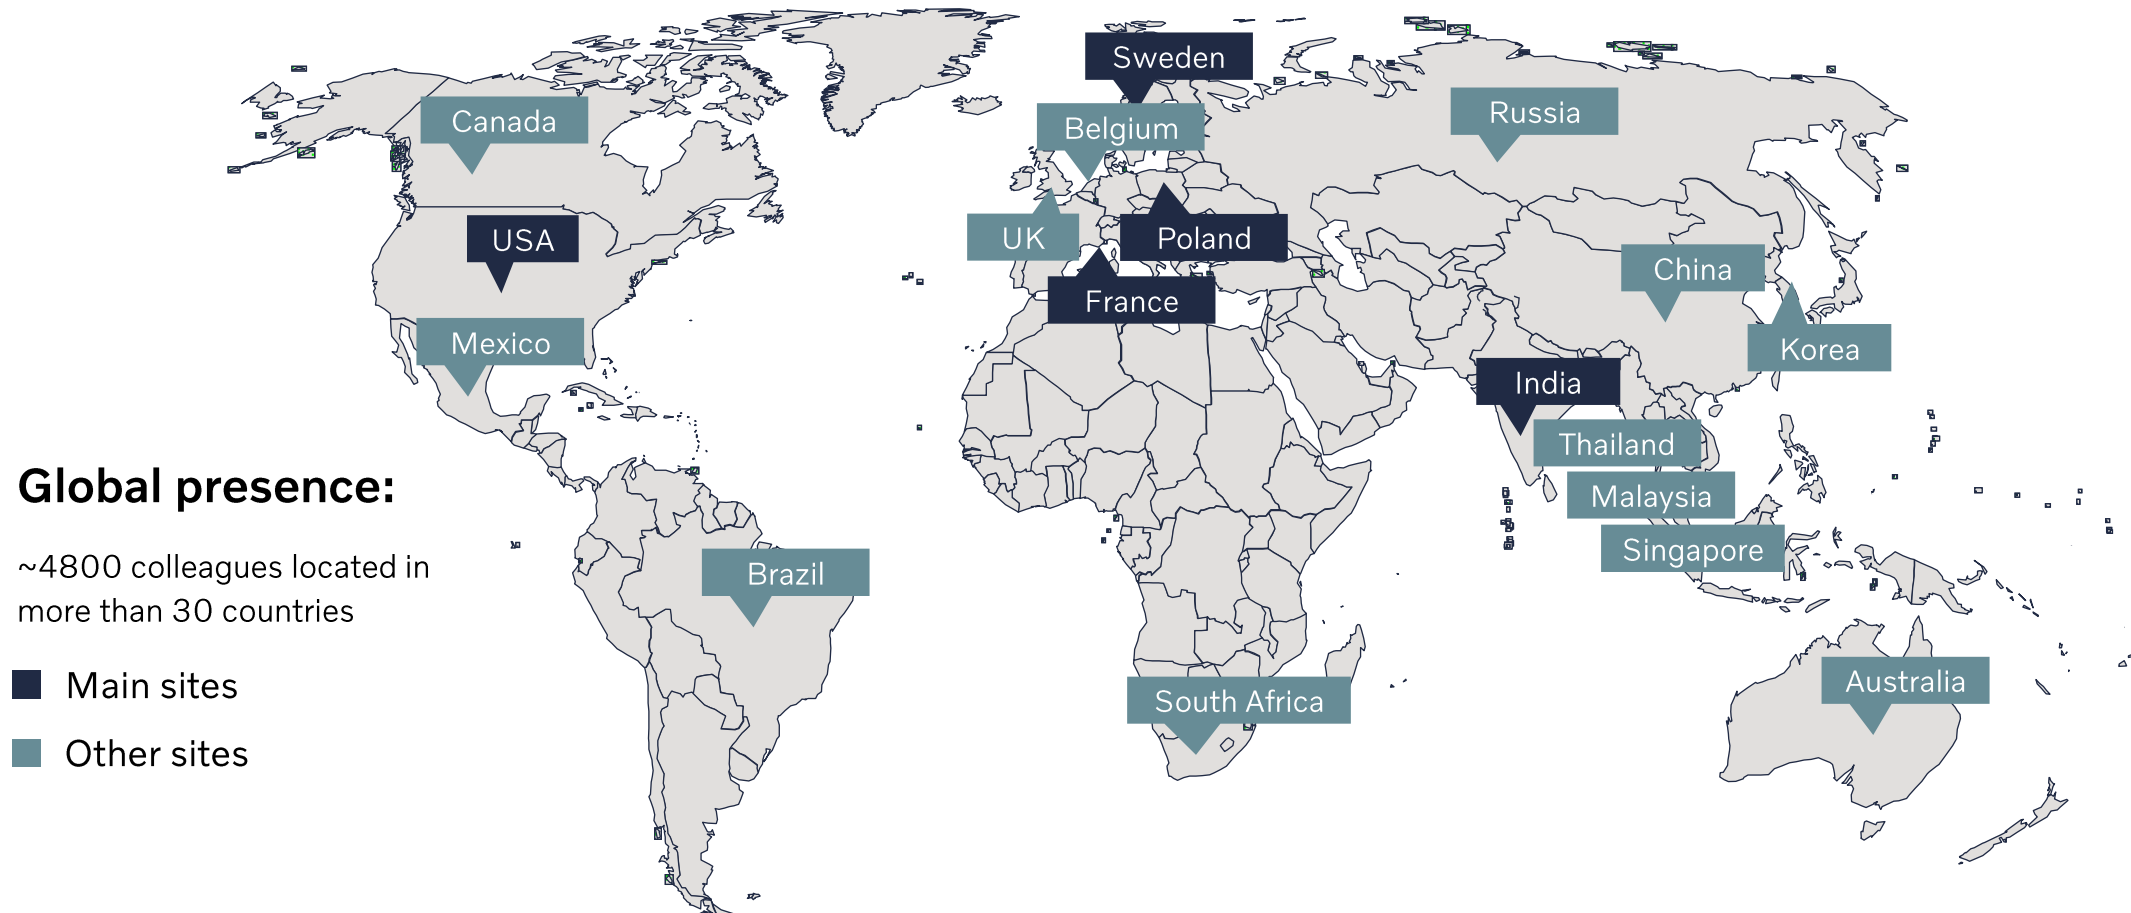 Sweden
Canada
Belgium
Russia
USA
UK
Poland
China
France
Mexico
Korea
India
Thailand
Malaysia
Singapore
Global presence:
~4800 colleagues located in
more than 30 countries
Main sites
Other sites
Brazil
South Africa
Australia